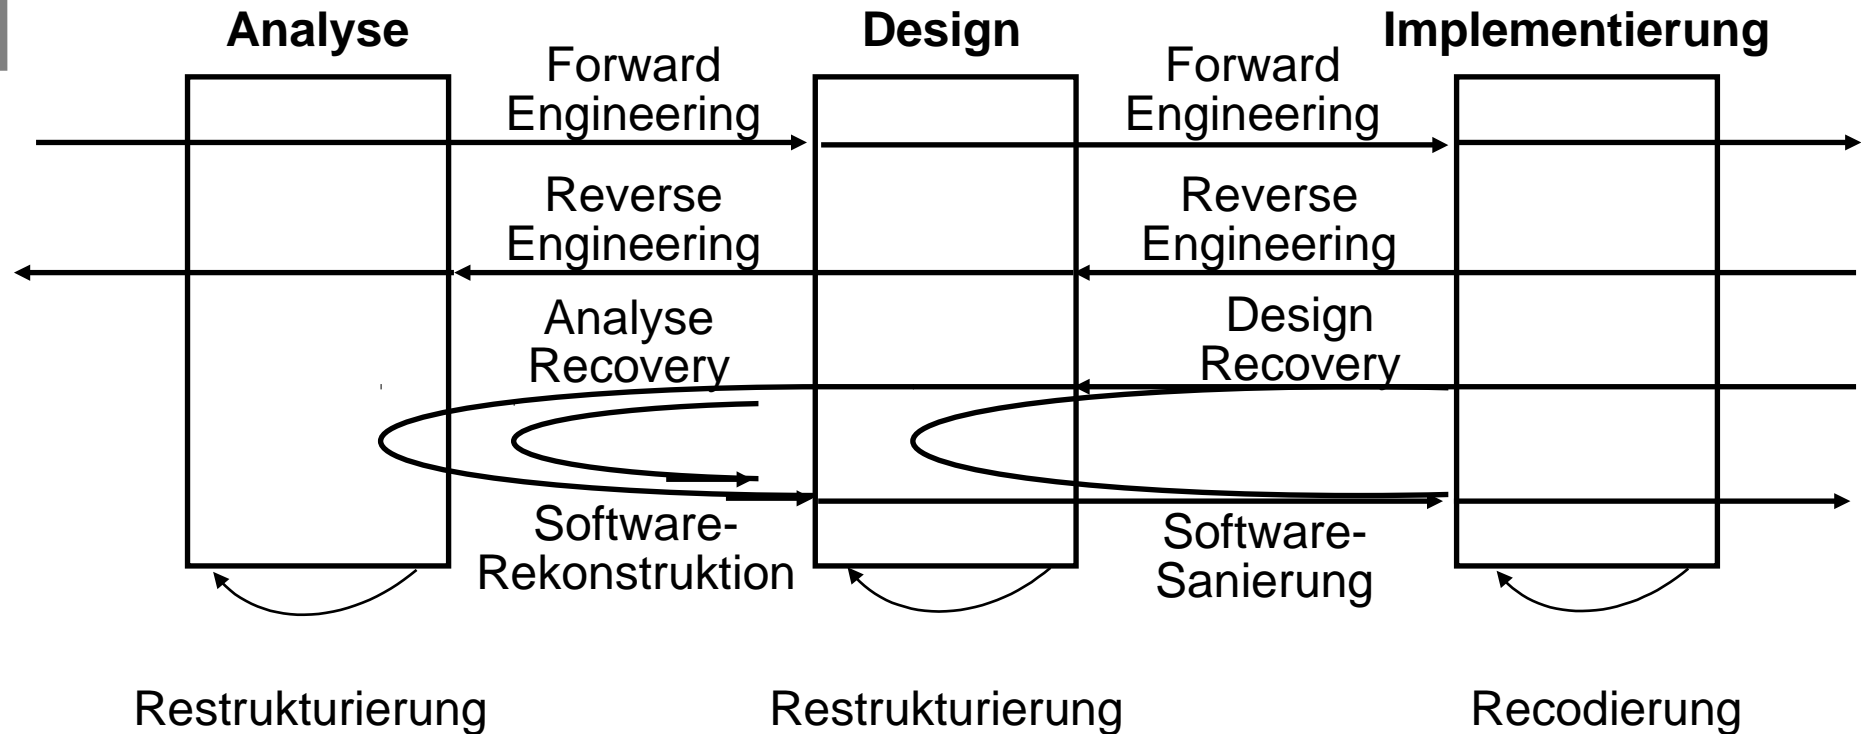 Analyse
Design
Implementierung
Forward
Engineering
Forward
Engineering
Reverse
Engineering
Reverse
Engineering
Analyse
Recovery
Design
Recovery
Software-
Rekonstruktion
Software-
Sanierung
Restrukturierung
Restrukturierung
Recodierung